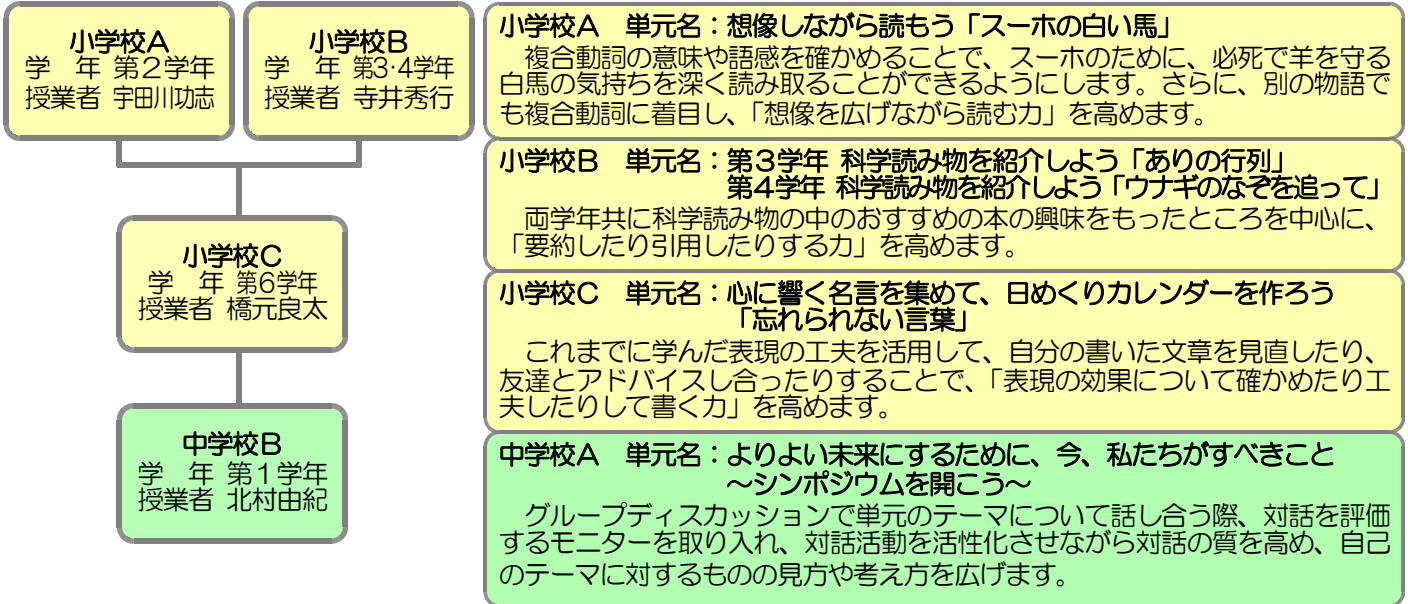 小学校A
学　年 第2学年
授業者 宇田川功志
小学校B
学　年 第3·4学年
授業者 寺井秀行
小学校C
学　年 第6学年
授業者 橋元良太
中学校B
学　年 第1学年
授業者 北村由紀
小学校A　単元名：想像しながら読もう「スーホの白い馬」
　複合動詞の意味や語感を確かめることで、スーホのために、必死で羊を守る
白馬の気持ちを深く読み取ることができるようにします。さらに、別の物語で
も複合動詞に着目し、「想像を広げながら読む力」を高めます。
小学校B　単元名：第3学年 科学読み物を紹介しよう「ありの行列」
第4学年 科学読み物を紹介しよう「ウナギのなぞを追って」
　両学年共に科学読み物の中のおすすめの本の興味をもったところを中心に、
「要約したり引用したりする力」を高めます。
小学校C　単元名：心に響く名言を集めて、日めくりカレンダーを作ろう
「忘れられない言葉」
　これまでに学んだ表現の工夫を活用して、自分の書いた文章を見直したり、
友達とアドバイスし合ったりすることで、「表現の効果について確かめたり工
夫したりして書く力」を高めます。
中学校A　単元名：よりよい未来にするために、今、私たちがすべきこと
～シンポジウムを開こう～
　グループディスカッションで単元のテーマについて話し合う際、対話を評価
するモニターを取り入れ、対話活動を活性化させながら対話の質を高め、自己
のテーマに対するものの見方や考え方を広げます。